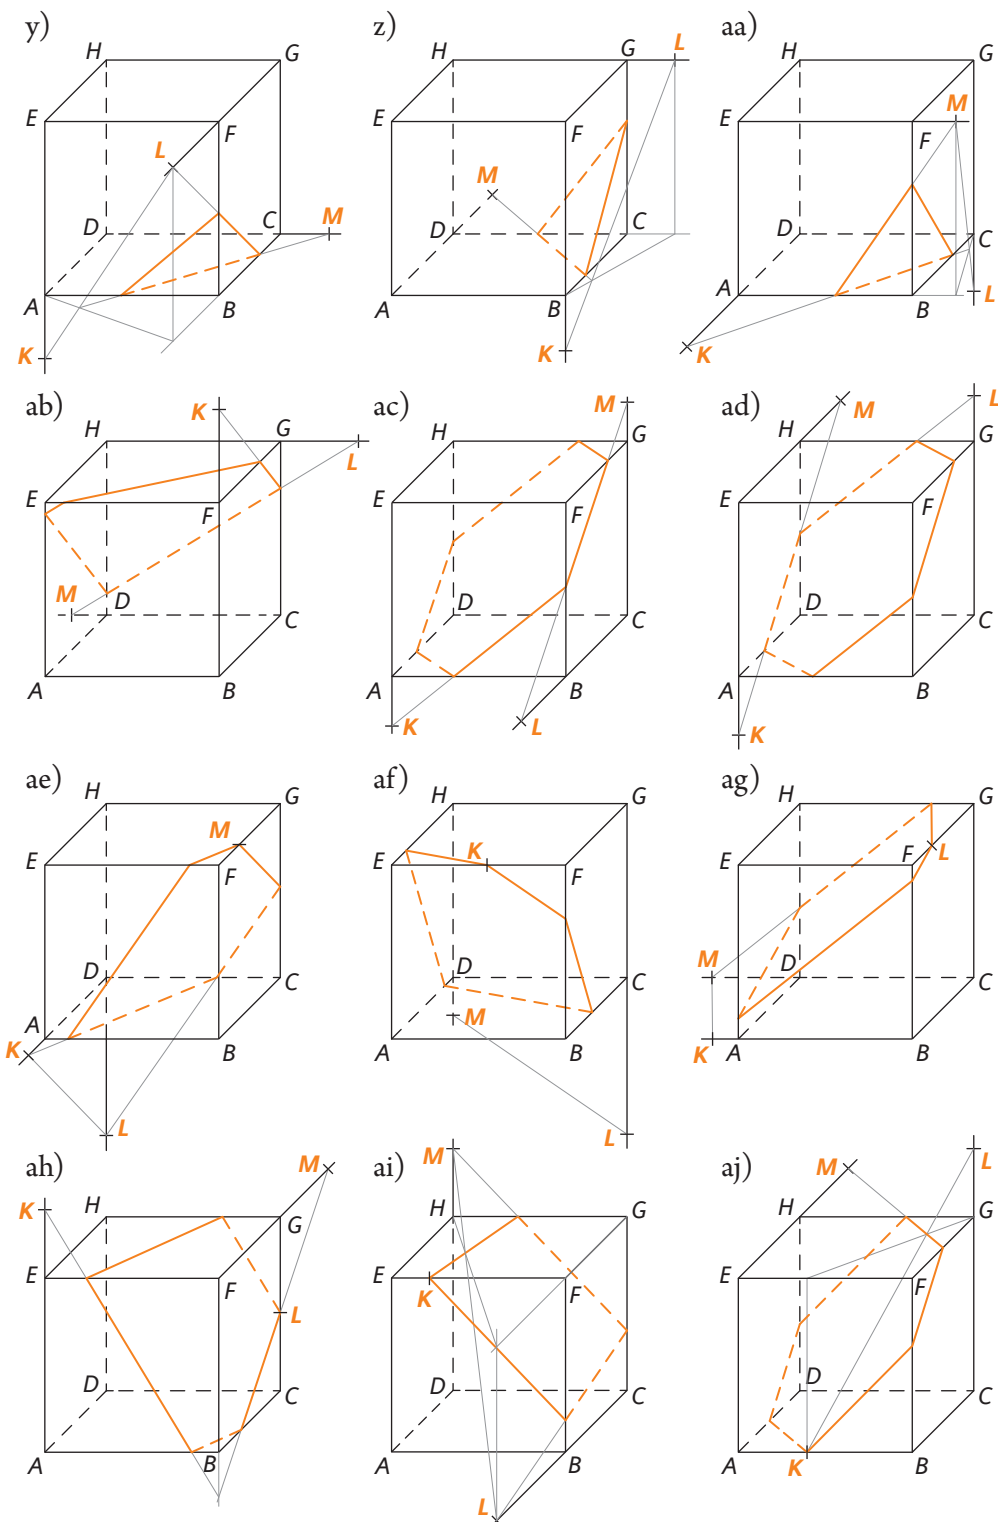 y) z) aa)
H G H G L H G
E F E F E M F
L M
D C M D C D C
A B A B A B L
K K K
ab) ac) ad)
K M M L
H G H G H G
E F L E F E F
M D C D C D C
A B A B A B
K L K
ae) af) ag)
H G H G H G
M K
E F E F F L
D C D C M D C
A B M A B K A B
K
L L
ah) ai) aj)
M M M L
K H G H G H G
E F E K F E F
L
D C D C D C
A B A B A K B
L